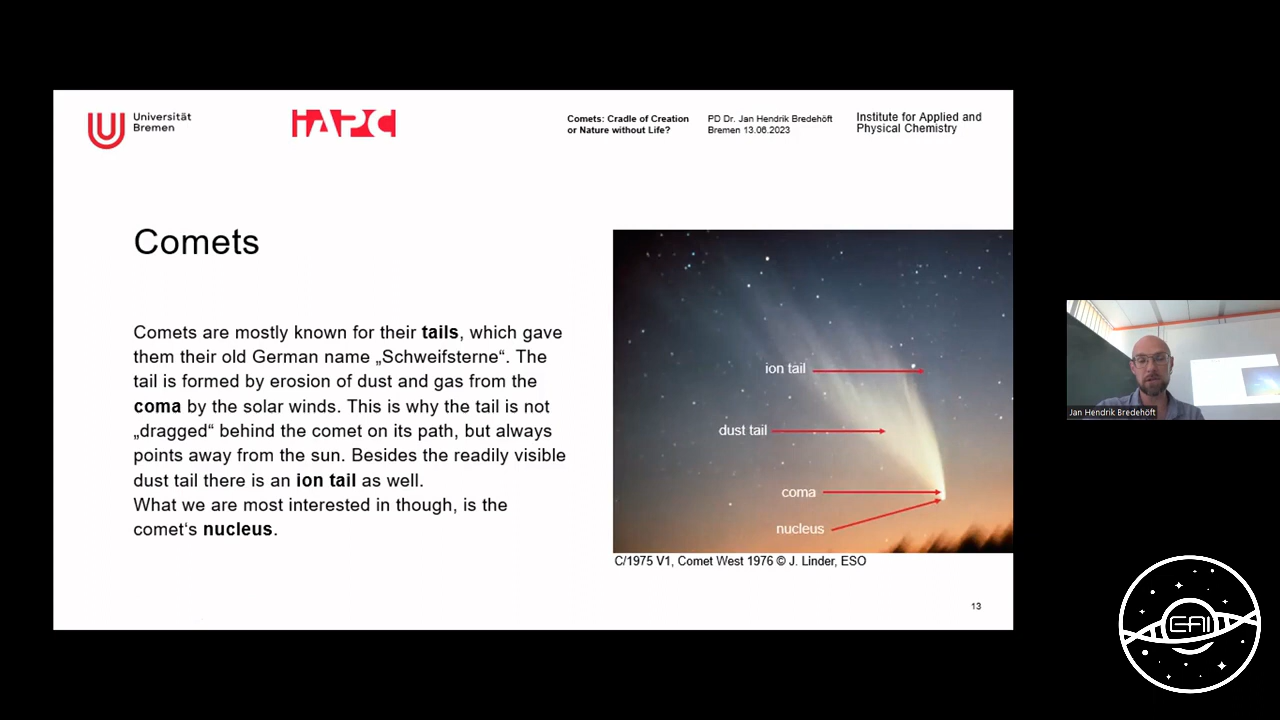 Universität
Bremen
iAPC
Comets: Cradle of Creation
or Nature without Life?
PD Dr. Jan Hendrik Bredehöft
Bremen 13.06.2023
Institute for Applied and
Physical Chemistry
Comets
Comets are mostly known for their tails, which gave
them their old German name „Schweifsterne“. The
tail is formed by erosion of dust and gas from the
coma by the solar winds. This is why the tail is not
„dragged“ behind the comet on its path, but always
points away from the sun. Besides the readily visible
dust tail there is an ion tail as well.
What we are most interested in though, is the
comet‘s nucleus.
ion tail
dust tail
coma
nucleus
C/1975 V1, Comet West 1976 © J. Linder, ESO
13
Jan Hendrik Bredehöft
EAI